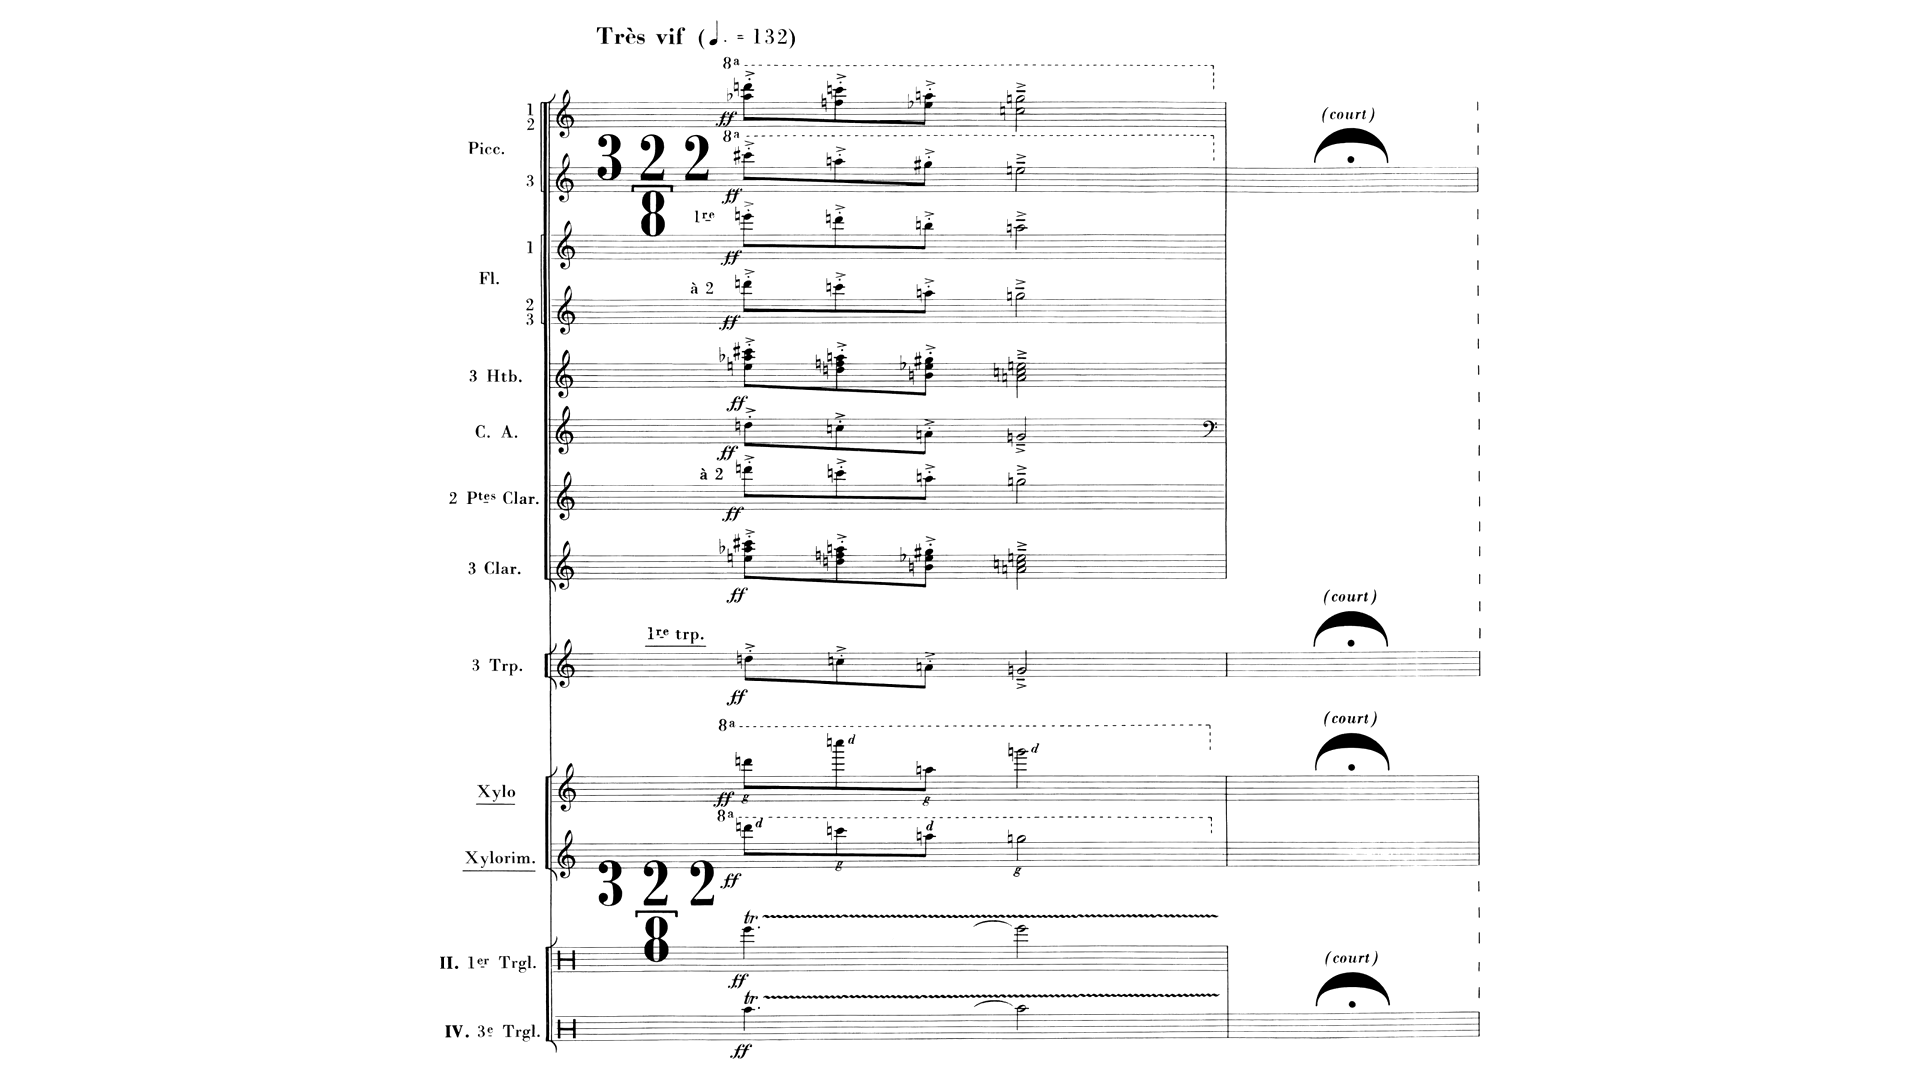 Très vif (♩. = 132)
8a
1
2
ff
(court)
Picc.
3 2 2
8
8a
3
ff
1re
1
ff
Fl.
à 2
2
3
ff
3 Htb.
ff
C. A.
ff
à 2
2 Ptes Clar.
ff
3 Clar.
ff
(court)
1re trp.
3 Trp.
ff
(court)
8a
d
d
Xylo
ff
g
g
8a
d
d
Xylorim.
g
g
3 2 2
8
ff
tr
II. 1er Trgl.
ff
(court)
tr
IV. 3e Trgl.
ff